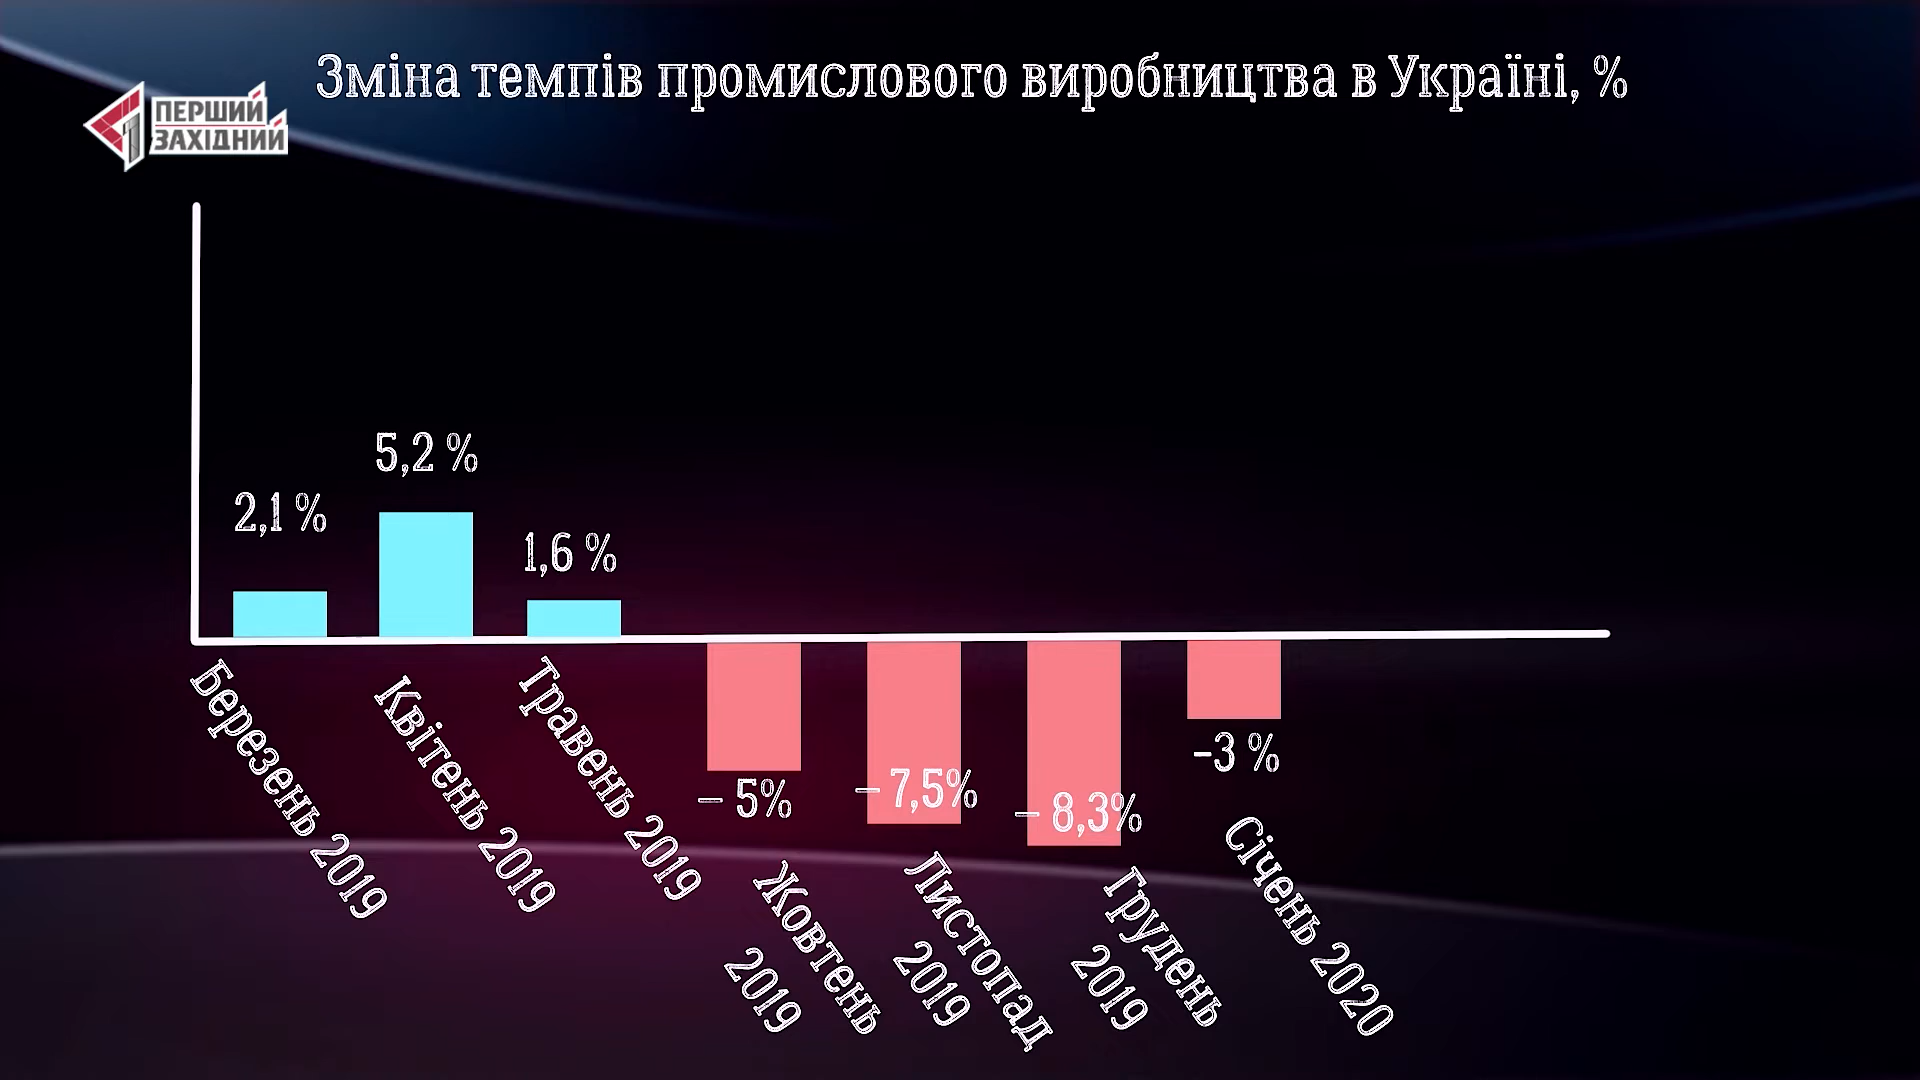 Зміна темпів промислового виробництва в Україні, %
ПЕРШИЙ
ЗАХІДНИЙ
2,1 %
5,2 %
1,6 %
– 5%
– 7,5%
– 8,3%
-3 %
Березень 2019
Квітень 2019
Травень 2019
Жовтень
2019
Листопад
2019
Грудень
2019
Січень 2020